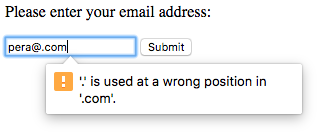 Please enter your email address:
pera@.com Submit
! '.' is used at a wrong position in
'.com'.